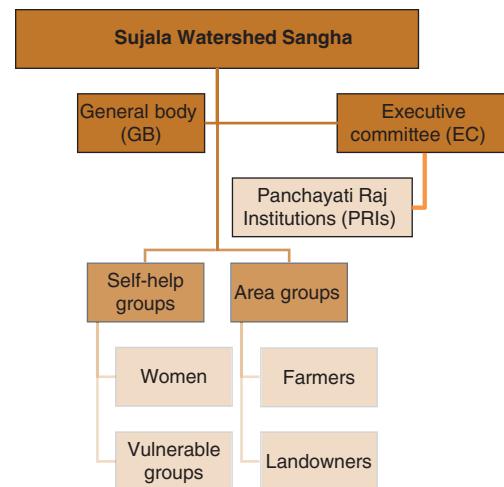 Sujala Watershed Sangha
General body
(GB)
Executive
committee (EC)
Panchayati Raj
Institutions (PRIs)
Self-help
groups
Area groups
Women
Farmers
Vulnerable
groups
Landowners